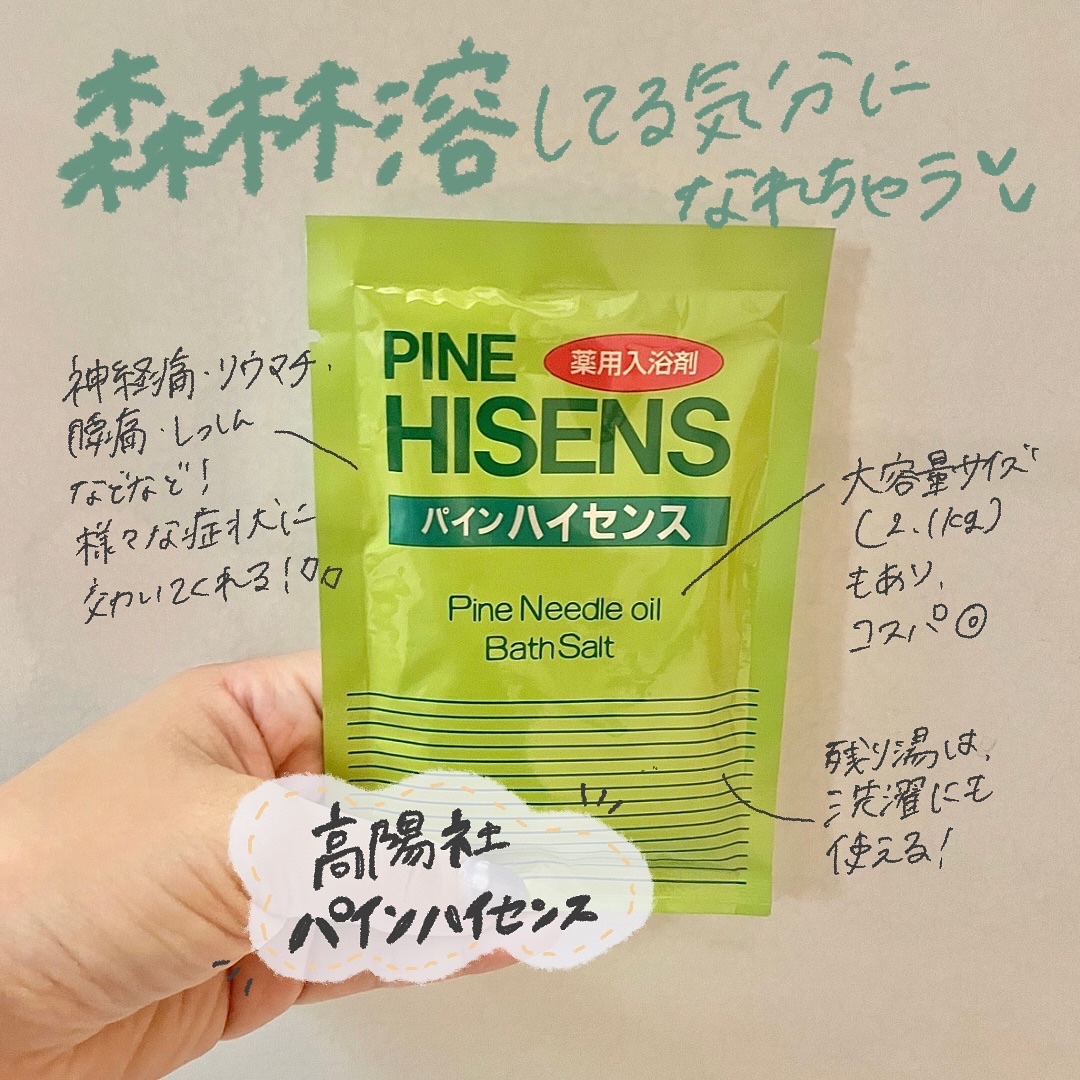 森林溶してる気分に
なれちゃう
神経痛・リウマチ・
腰痛・しっしん
などなど!
様々な症状に
効いてくれる!
PINE
薬用入浴剤
HISENS
パインハイセンス
Pine Needle oil
Bath Salt
大容量サイズ
(2.1kg)
もあり、
コスパ◎
残り湯は、
洗濯にも
使える!
高陽社
パインハイセンス